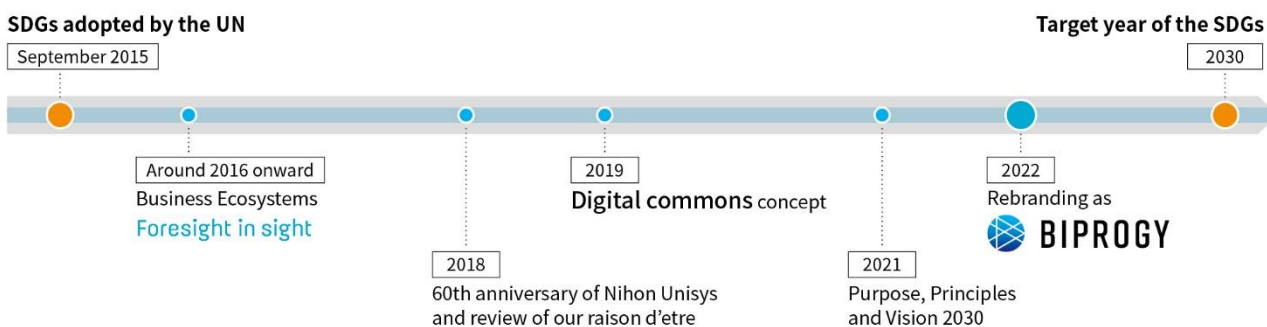 SDGs adopted by the UN
September 2015
Target year of the SDGs
2030
Around 2016 onward
Business Ecosystems
Foresight in sight
2018
60th anniversary of Nihon Unisys
and review of our raison d’etre
2019
Digital commons concept
2021
Purpose, Principles
and Vision 2030
2022
Rebranding as
BIPROGY